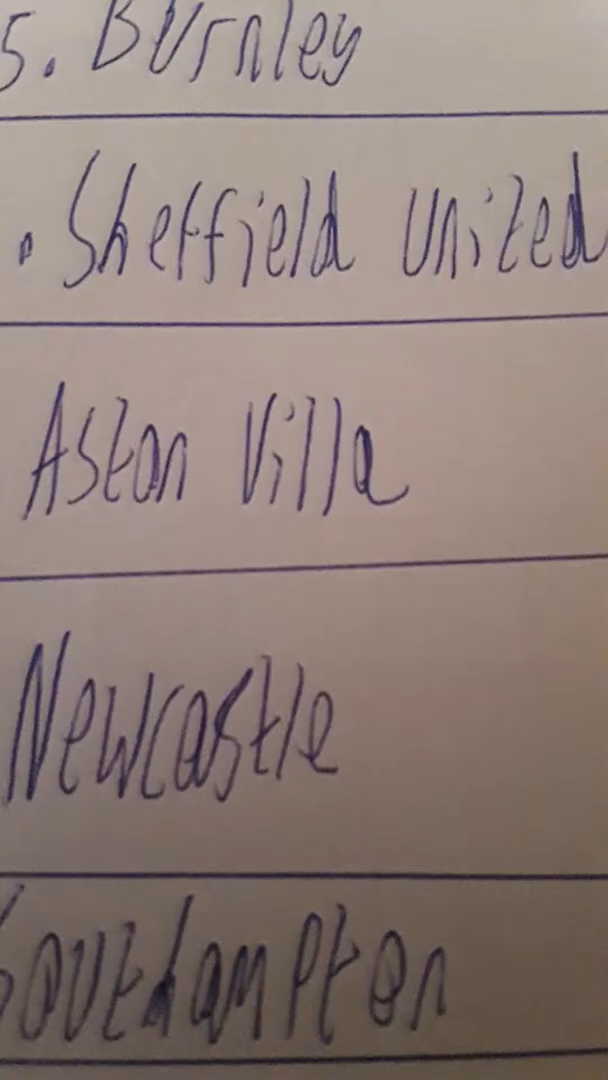 5. Burnley
. Sheffield United
Aston Villa
Newcastle
Southampton